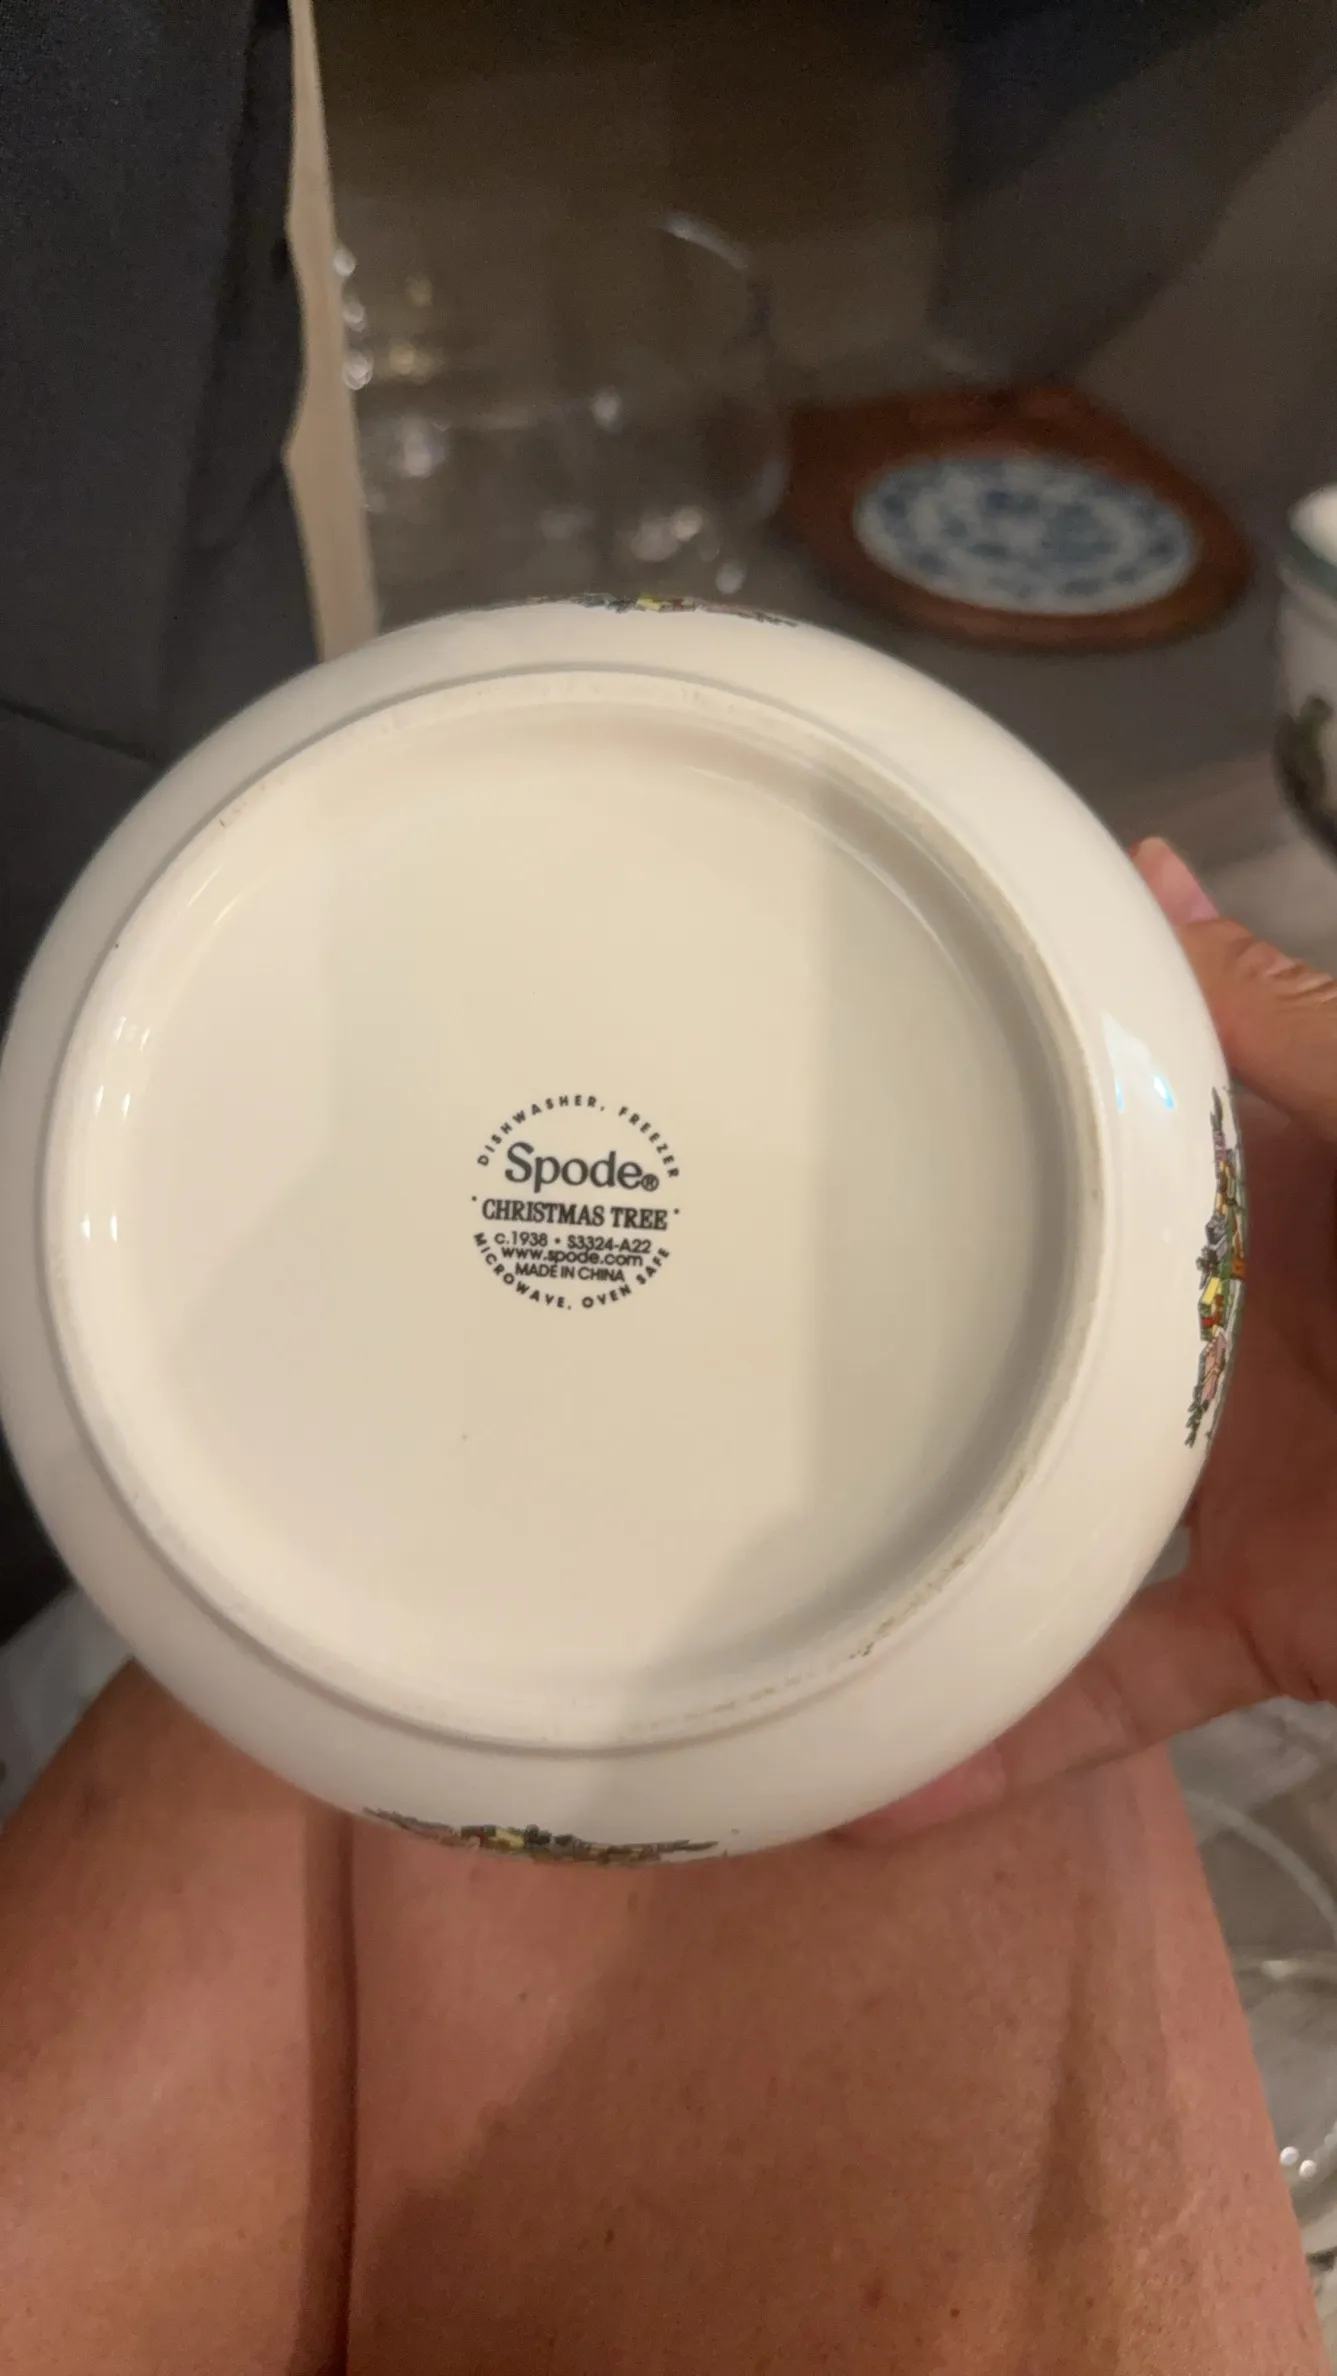 DISHWASHER, FREEZER
Spode®
· CHRISTMAS TREE ·
c.1938 • S3324-A22
www.spode.com
MADE IN CHINA
MICROWAVE, OVEN SAFE